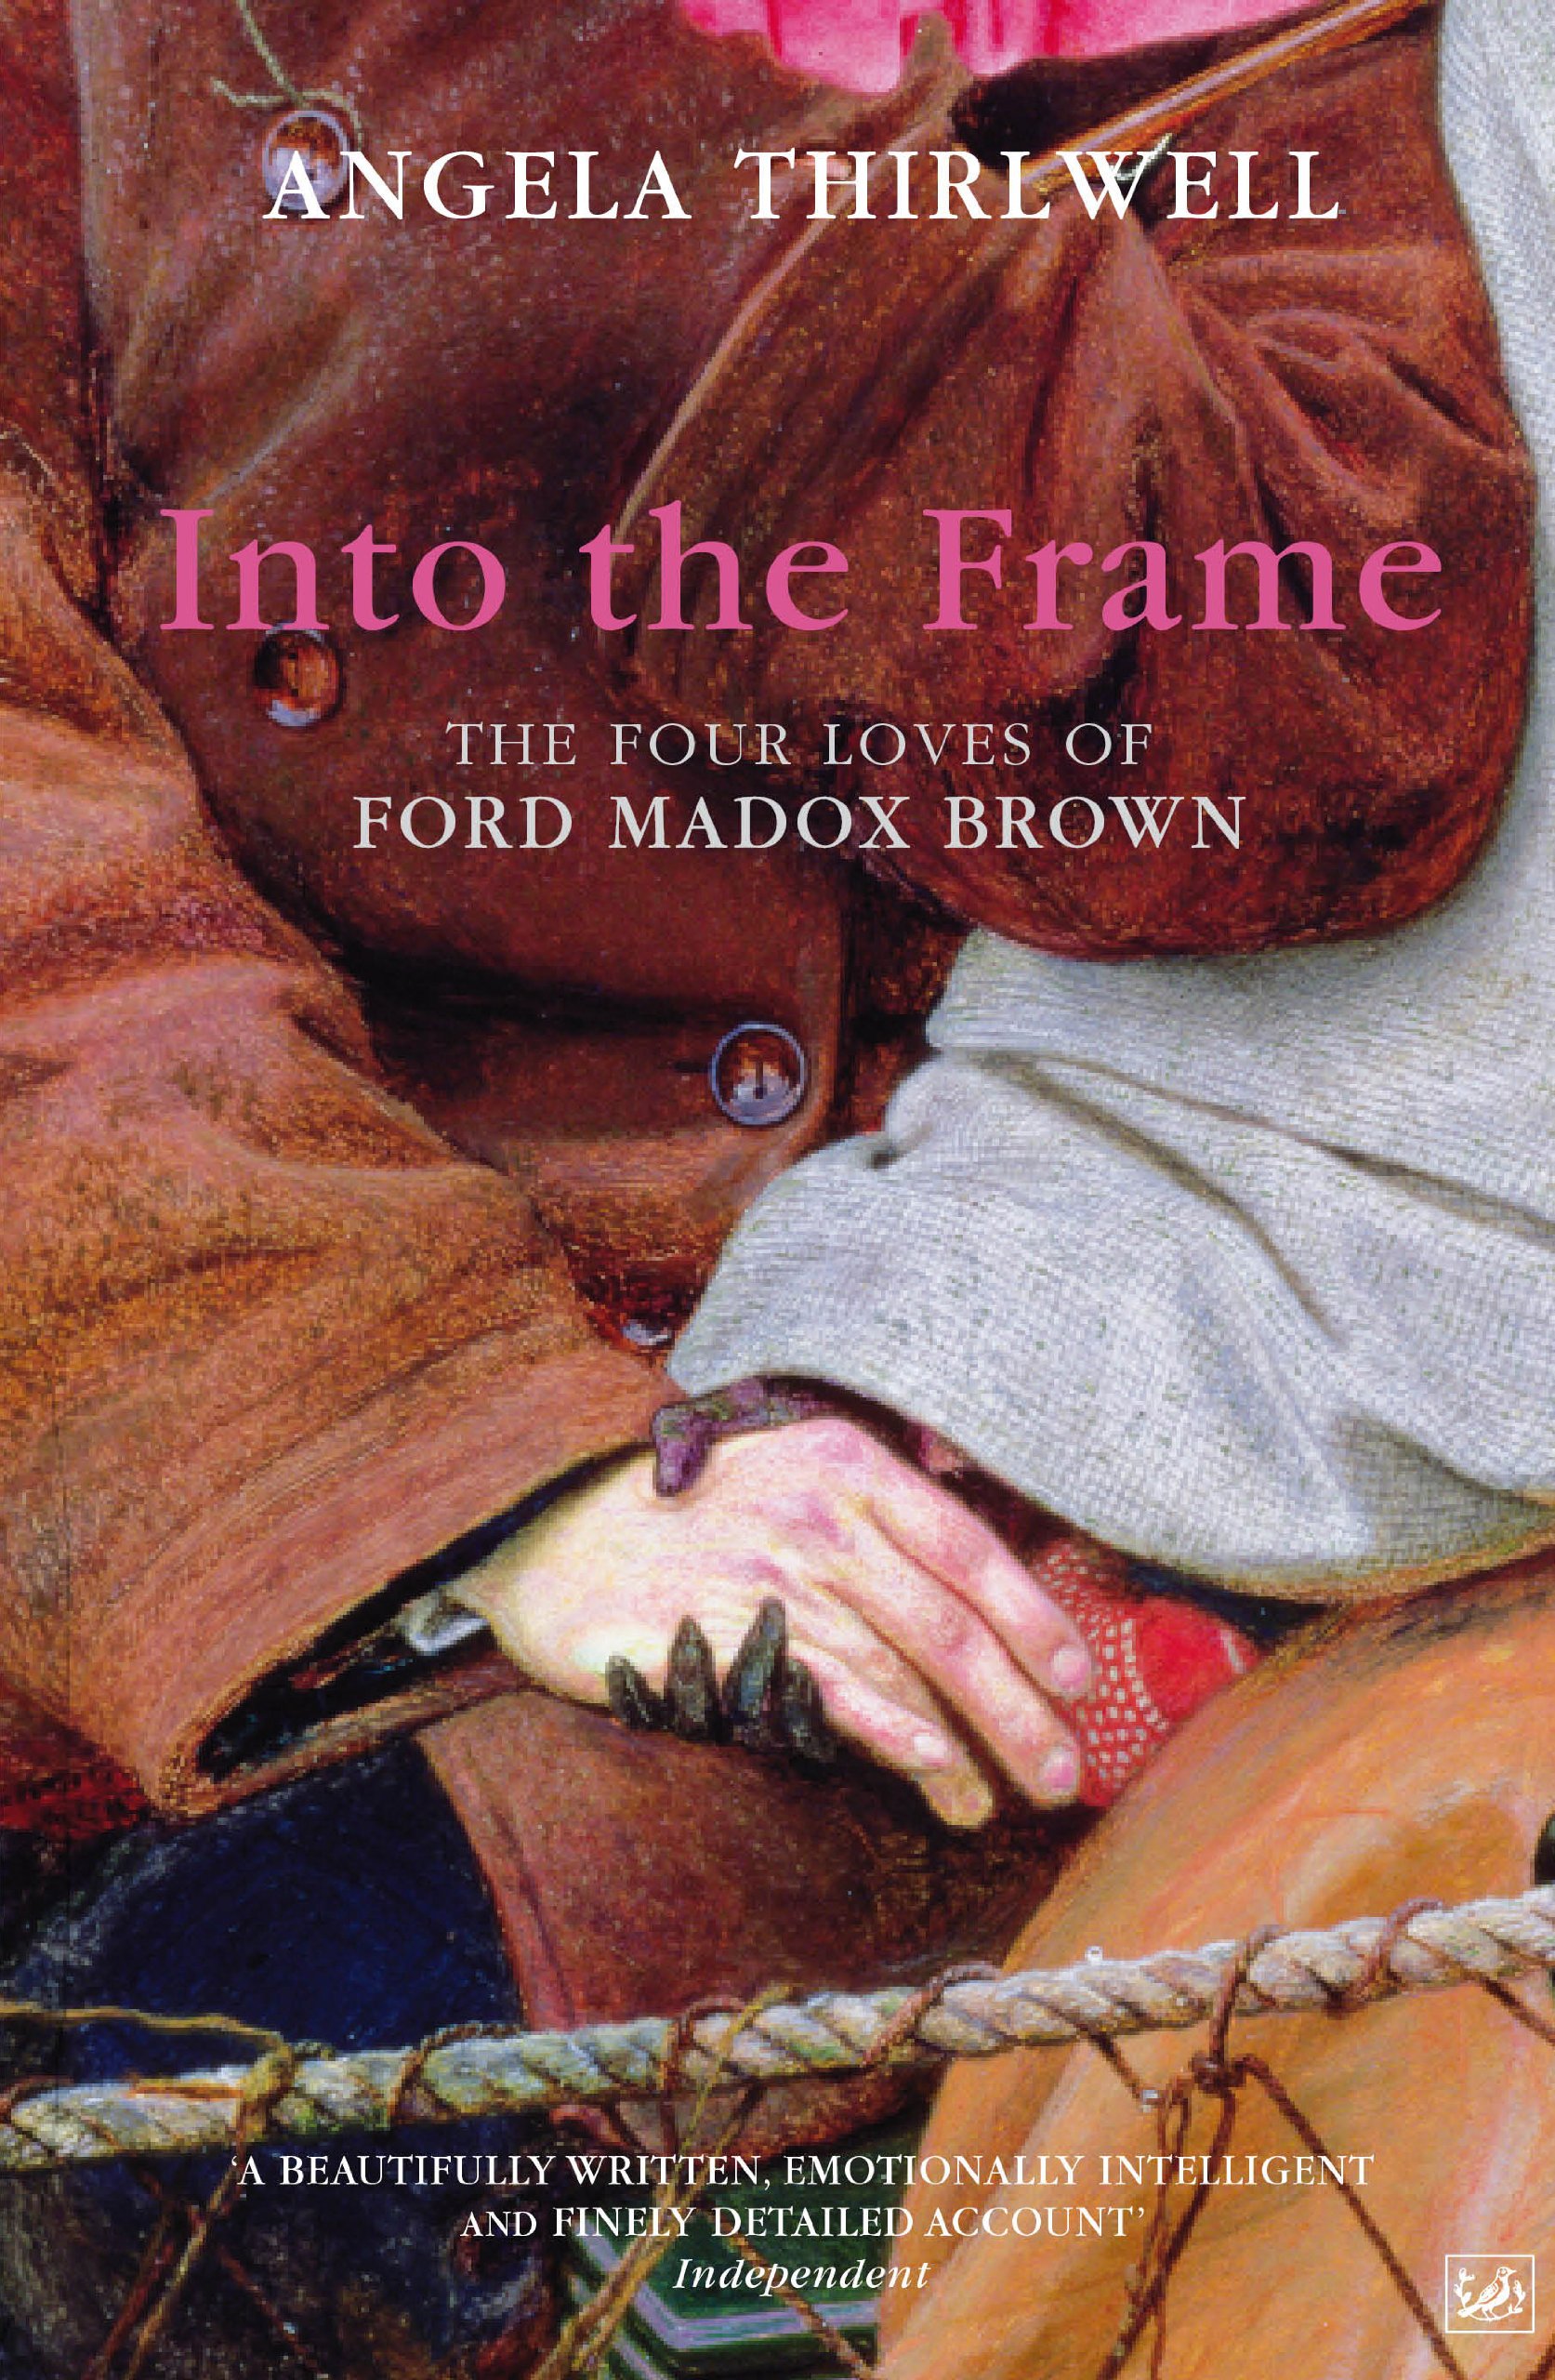 ANGELA THIRLWELL
Into the Frame
THE FOUR LOVES OF
FORD MADOX BROWN
‘A BEAUTIFULLY WRITTEN, EMOTIONALLY INTELLIGENT
AND FINELY DETAILED ACCOUNT’
Independent